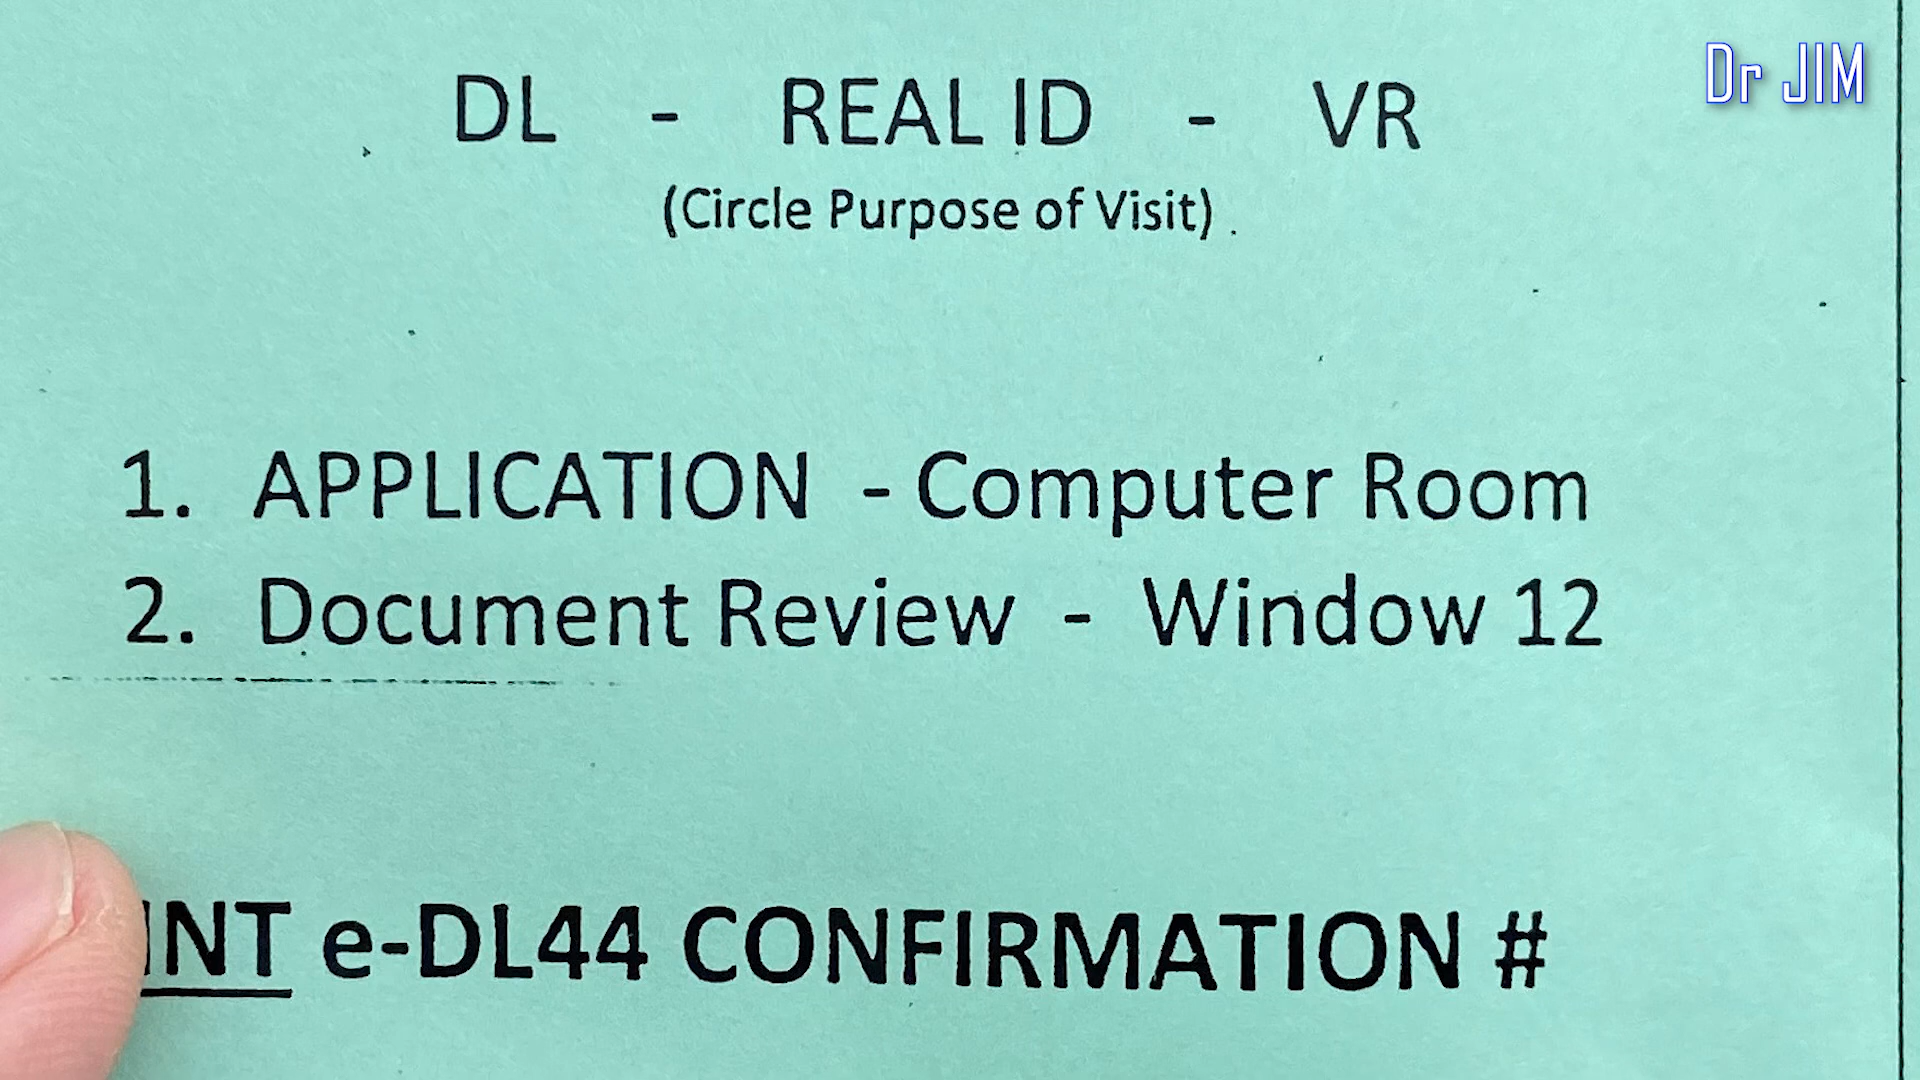 Dr JIM
DL - REAL ID - VR
(Circle Purpose of Visit)
1. APPLICATION - Computer Room
2. Document Review - Window 12
e-DL44 CONFIRMATION #